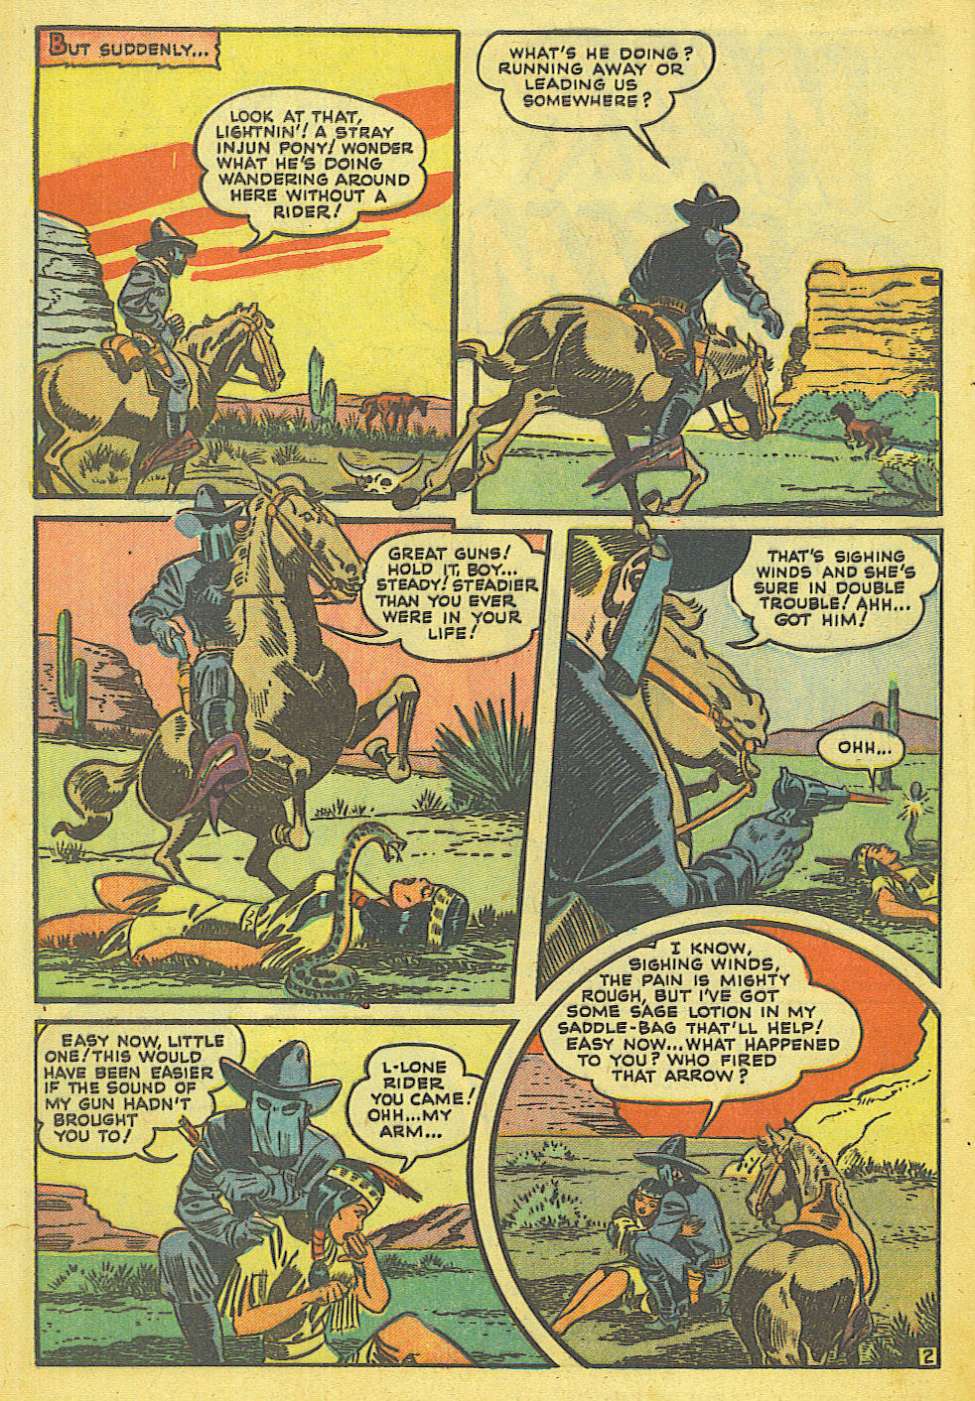 BUT SUDDENLY...
LOOK AT THAT,
LIGHTNIN'! A STRAY
INJUN PONY! WONDER
WHAT HE'S DOING
WANDERING AROUND
HERE WITHOUT A
RIDER!
WHAT'S HE DOING?
RUNNING AWAY OR
LEADING US
SOMEWHERE?
GREAT GUNS!
HOLD IT, BOY...
STEADY! STEADIER
THAN YOU EVER
WERE IN YOUR
LIFE!
THAT'S SIGHING
WINDS AND SHE'S
SURE IN DOUBLE
TROUBLE! AHH...
GOT HIM!
OHH...
EASY NOW, LITTLE
ONE! THIS WOULD
HAVE BEEN EASIER
IF THE SOUND OF
MY GUN HADN'T
BROUGHT
YOU TO!
L-LONE
RIDER
YOU CAME!
OHH...MY
ARM...
I KNOW,
SIGHING WINDS,
THE PAIN IS MIGHTY
ROUGH, BUT I'VE GOT
SOME SAGE LOTION IN MY
SADDLE-BAG THAT'LL HELP!
EASY NOW...WHAT HAPPENED
TO YOU? WHO FIRED
THAT ARROW?
2